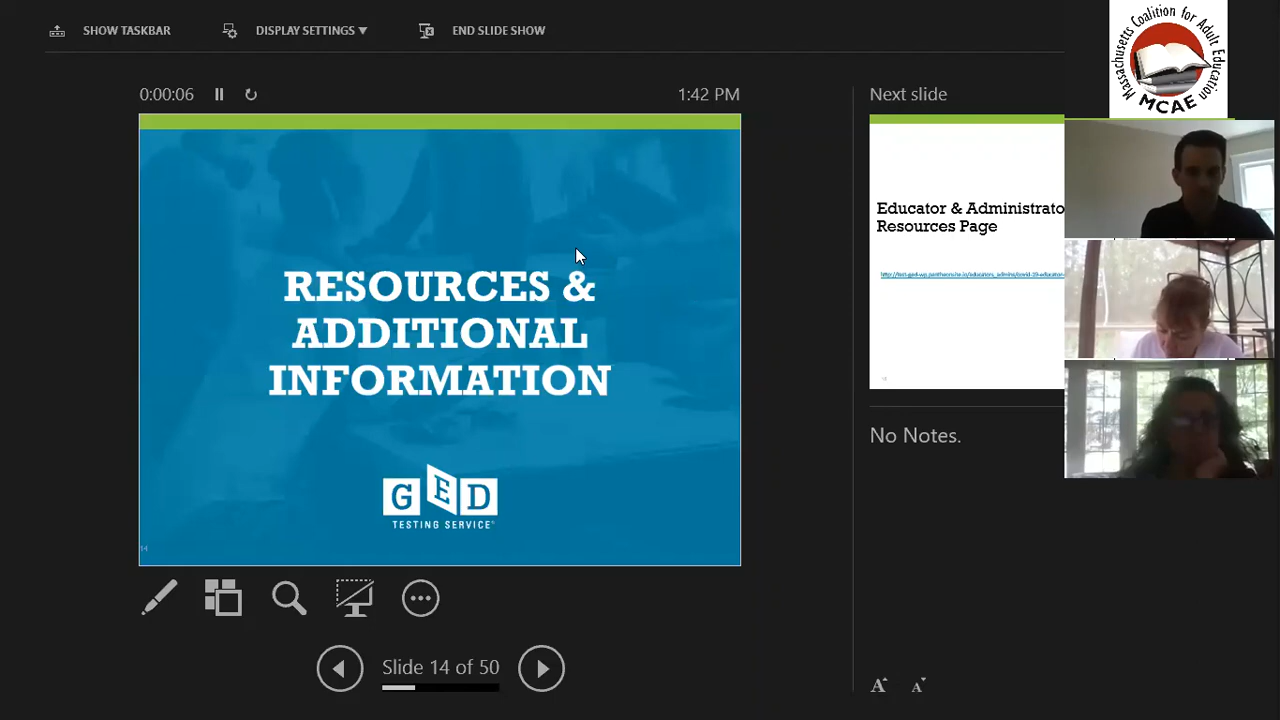 SHOW TASKBAR
DISPLAY SETTINGS
END SLIDE SHOW
Massachusetts Coalition for Adult Education
MCAE
0:00:06
1:42 PM
Next slide
RESOURCES &
ADDITIONAL
INFORMATION
GED
TESTING SERVICE®
14
Educator & Administrato
Resources Page
No Notes.
Slide 14 of 50
A
A